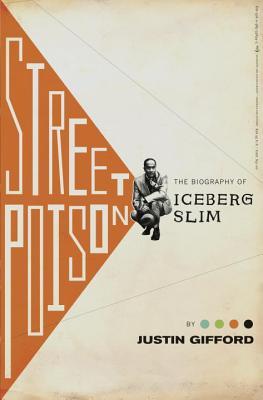 STREET
POISON
THE BIOGRAPHY OF
ICEBERG
SLIM
BY
JUSTIN GIFFORD